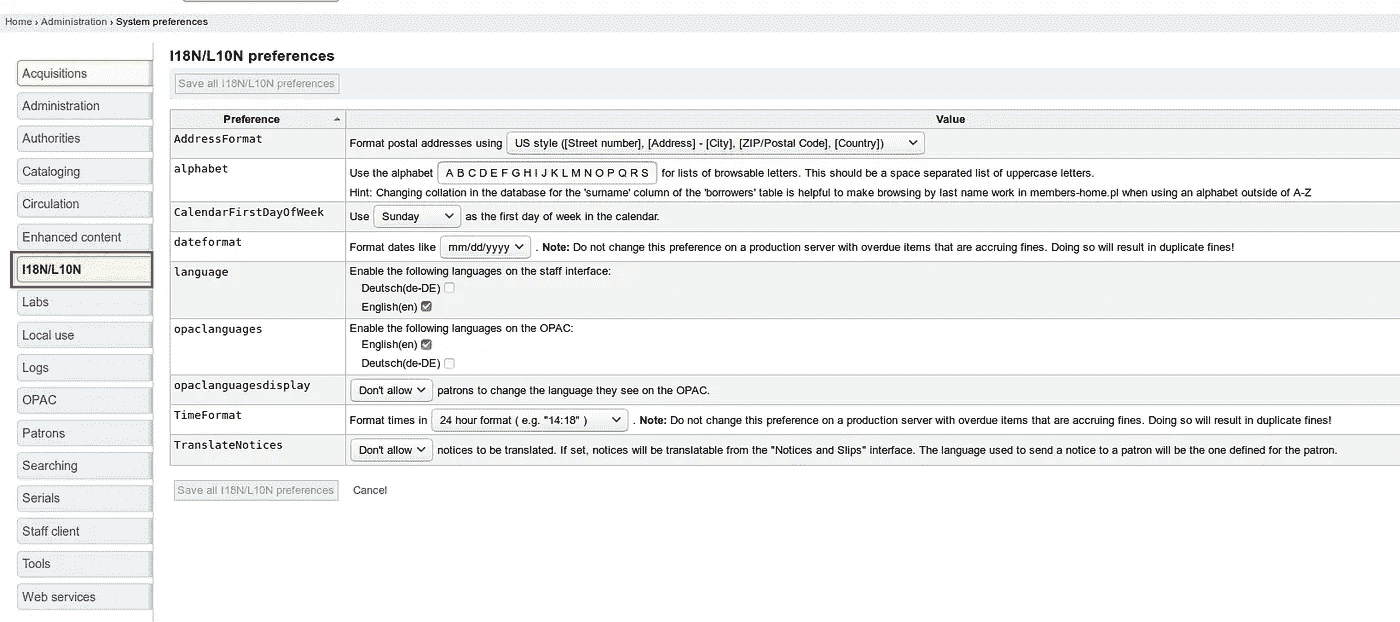 Home › Administration › System preferences
Acquisitions
Administration
Authorities
Cataloging
Circulation
Enhanced content
I18N/L10N
Labs
Local use
Logs
OPAC
Patrons
Searching
Serials
Staff client
Tools
Web services
I18N/L10N preferences
Save all I18N/L10N preferences
Preference Value
AddressFormat Format postal addresses using US style ([Street number], [Address] - [City], [ZIP/Postal Code], [Country])
alphabet Use the alphabet A B C D E F G H I J K L M N O P Q R S for lists of browsable letters. This should be a space separated list of uppercase letters.
Hint: Changing collation in the database for the 'surname' column of the 'borrowers' table is helpful to make browsing by last name work in members-home.pl when using an alphabet outside of A-Z
CalendarFirstDayOfWeek Use Sunday as the first day of week in the calendar.
dateformat Format dates like mm/dd/yyyy . Note: Do not change this preference on a production server with overdue items that are accruing fines. Doing so will result in duplicate fines!
language Enable the following languages on the staff interface:
Deutsch(de-DE)
English(en)
opaclanguages Enable the following languages on the OPAC:
English(en)
Deutsch(de-DE)
opaclanguagesdisplay Don't allow patrons to change the language they see on the OPAC.
TimeFormat Format times in 24 hour format ( e.g. "14:18" ) . Note: Do not change this preference on a production server with overdue items that are accruing fines. Doing so will result in duplicate fines!
TranslateNotices Don't allow notices to be translated. If set, notices will be translatable from the "Notices and Slips" interface. The language used to send a notice to a patron will be the one defined for the patron.
Save all I18N/L10N preferences Cancel